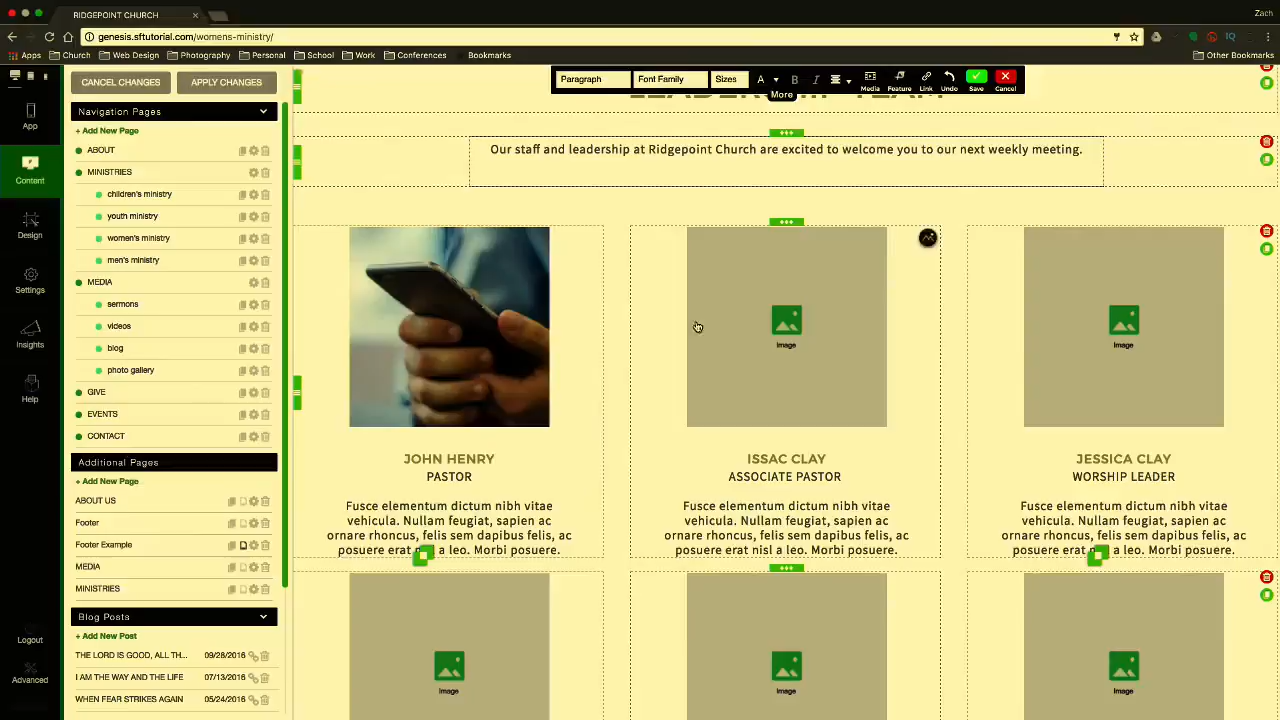 RIDGEPOINT CHURCH
Zach
genesis.sftutorial.com/womens-ministry/
Apps Church Web Design Photography Personal School Work Conferences Bookmarks Other Bookmarks
CANCEL CHANGES APPLY CHANGES
Paragraph Font Family Sizes A B I Media Feature Link Undo Save Cancel
More
App
Content
Design
Settings
Insights
Help
Logout
Advanced
Navigation Pages
+ Add New Page
ABOUT
MINISTRIES
children's ministry
youth ministry
women's ministry
men's ministry
MEDIA
sermons
videos
blog
photo gallery
GIVE
EVENTS
CONTACT
Additional Pages
+ Add New Page
ABOUT US
Footer
Footer Example
MEDIA
MINISTRIES
Blog Posts
+ Add New Post
THE LORD IS GOOD, ALL TH... 09/28/2016
I AM THE WAY AND THE LIFE 07/13/2016
WHEN FEAR STRIKES AGAIN 05/24/2016
LEADERSHIP TEAM
Our staff and leadership at Ridgepoint Church are excited to welcome you to our next weekly meeting.
JOHN HENRY
PASTOR
Fusce elementum dictum nibh vitae
vehicula. Nullam feugiat, sapien ac
ornare rhoncus, felis sem dapibus felis, ac
posuere erat a leo. Morbi posuere.
Image
ISSAC CLAY
ASSOCIATE PASTOR
Fusce elementum dictum nibh vitae
vehicula. Nullam feugiat, sapien ac
ornare rhoncus, felis sem dapibus felis, ac
posuere erat nisl a leo. Morbi posuere.
Image
JESSICA CLAY
WORSHIP LEADER
Fusce elementum dictum nibh vitae
vehicula. Nullam feugiat, sapien ac
ornare rhoncus, felis sem dapibus felis, ac
posuere erat a leo. Morbi posuere.
Image
Image
Image